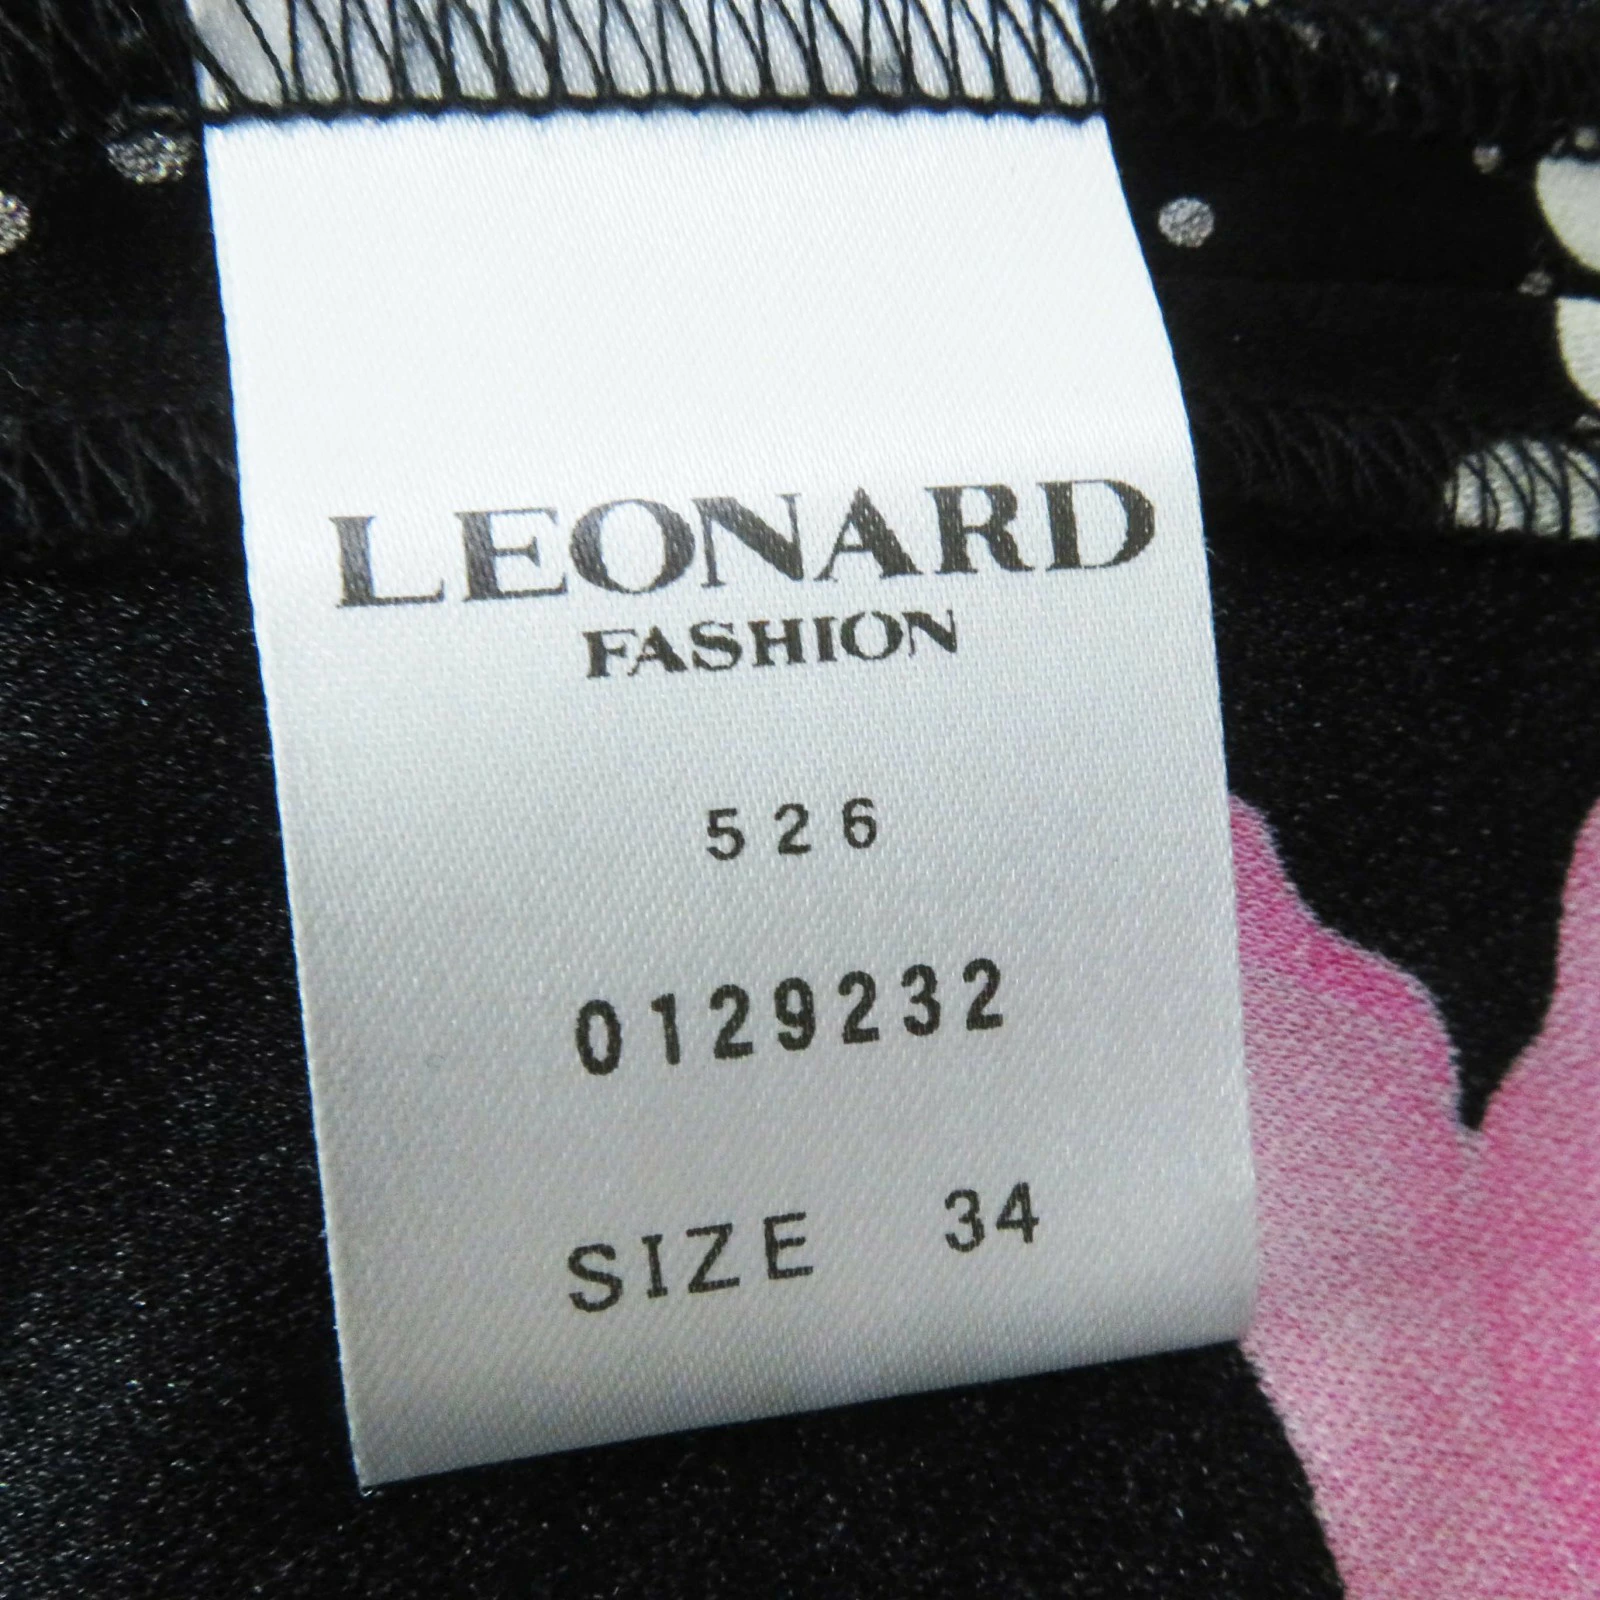 LEONARD
FASHION
526
0129232
SIZE 34